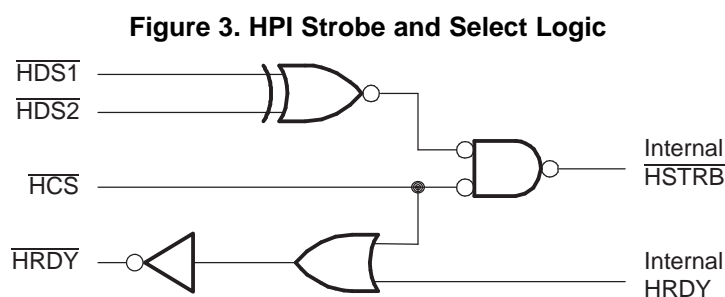 Figure 3. HPI Strobe and Select Logic
HDS1
HDS2
HCS
HRDY
Internal
HSTRB
Internal
HRDY